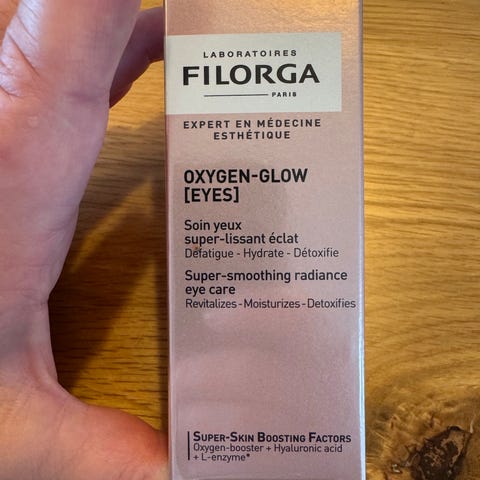 LABORATOIRES
FILORGA
PARIS
EXPERT EN MÉDECINE
ESTHÉTIQUE
OXYGEN-GLOW
[EYES]
Soin yeux
super-lissant éclat
Défatigue - Hydrate - Détoxifie
Super-smoothing radiance
eye care
Revitalizes - Moisturizes - Detoxifies
SUPER-SKIN BOOSTING FACTORS
Oxygen-booster + Hyaluronic acid
+ L-enzyme*